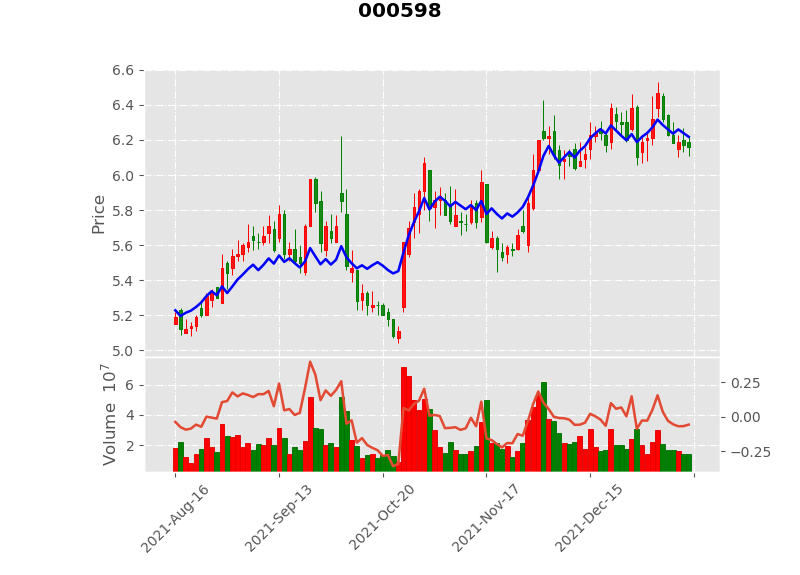 000598
6.6
6.4
6.2
6.0
5.8
5.6
5.4
5.2
5.0
Price
6
4
2
Volume 10^7
0.25
0.00
−0.25
2021-Aug-16
2021-Sep-13
2021-Oct-20
2021-Nov-17
2021-Dec-15